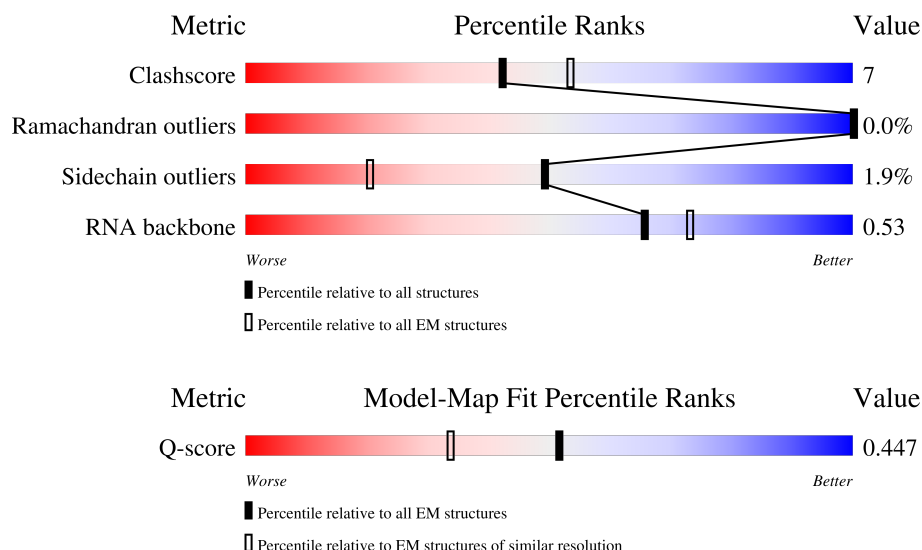 Metric Percentile Ranks Value
Clashscore 7
Ramachandran outliers 0.0%
Sidechain outliers 1.9%
RNA backbone 0.53
Worse Better
Percentile relative to all structures
Percentile relative to all EM structures
Metric Model-Map Fit Percentile Ranks Value
Q-score 0.447
Worse Better
Percentile relative to all EM structures
Percentile relative to EM structures of similar resolution